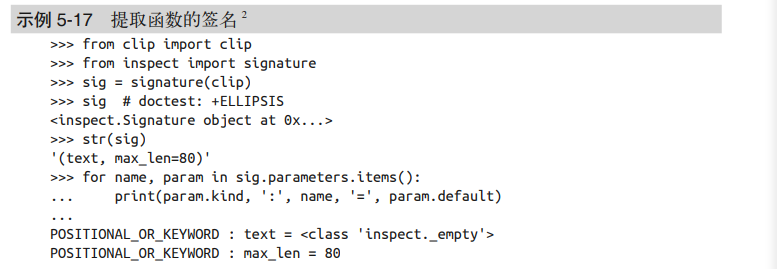 示例 5-17 提取函数的签名 2
>>> from clip import clip
>>> from inspect import signature
>>> sig = signature(clip)
>>> sig  # doctest: +ELLIPSIS
<inspect.Signature object at 0x...>
>>> str(sig)
'(text, max_len=80)'
>>> for name, param in sig.parameters.items():
...     print(param.kind, ':', name, '=', param.default)
...
POSITIONAL_OR_KEYWORD : text = <class 'inspect._empty'>
POSITIONAL_OR_KEYWORD : max_len = 80